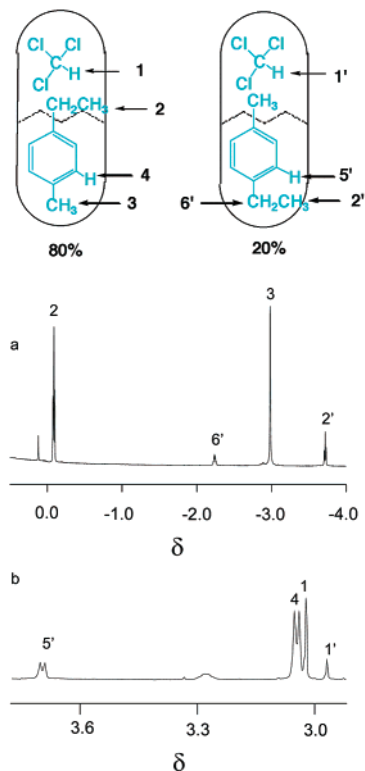 Cl Cl
C
H
Cl
1
CH₂CH₃
2
H
4
CH₃
3
80%
Cl Cl
C
H
Cl
1'
CH₃
H
5'
6'
CH₂CH₃
2'
20%
a
2
3
6'
2'
0.0 -1.0 -2.0 -3.0 -4.0
δ
b
5'
4
1
1'
3.6 3.3 3.0
δ